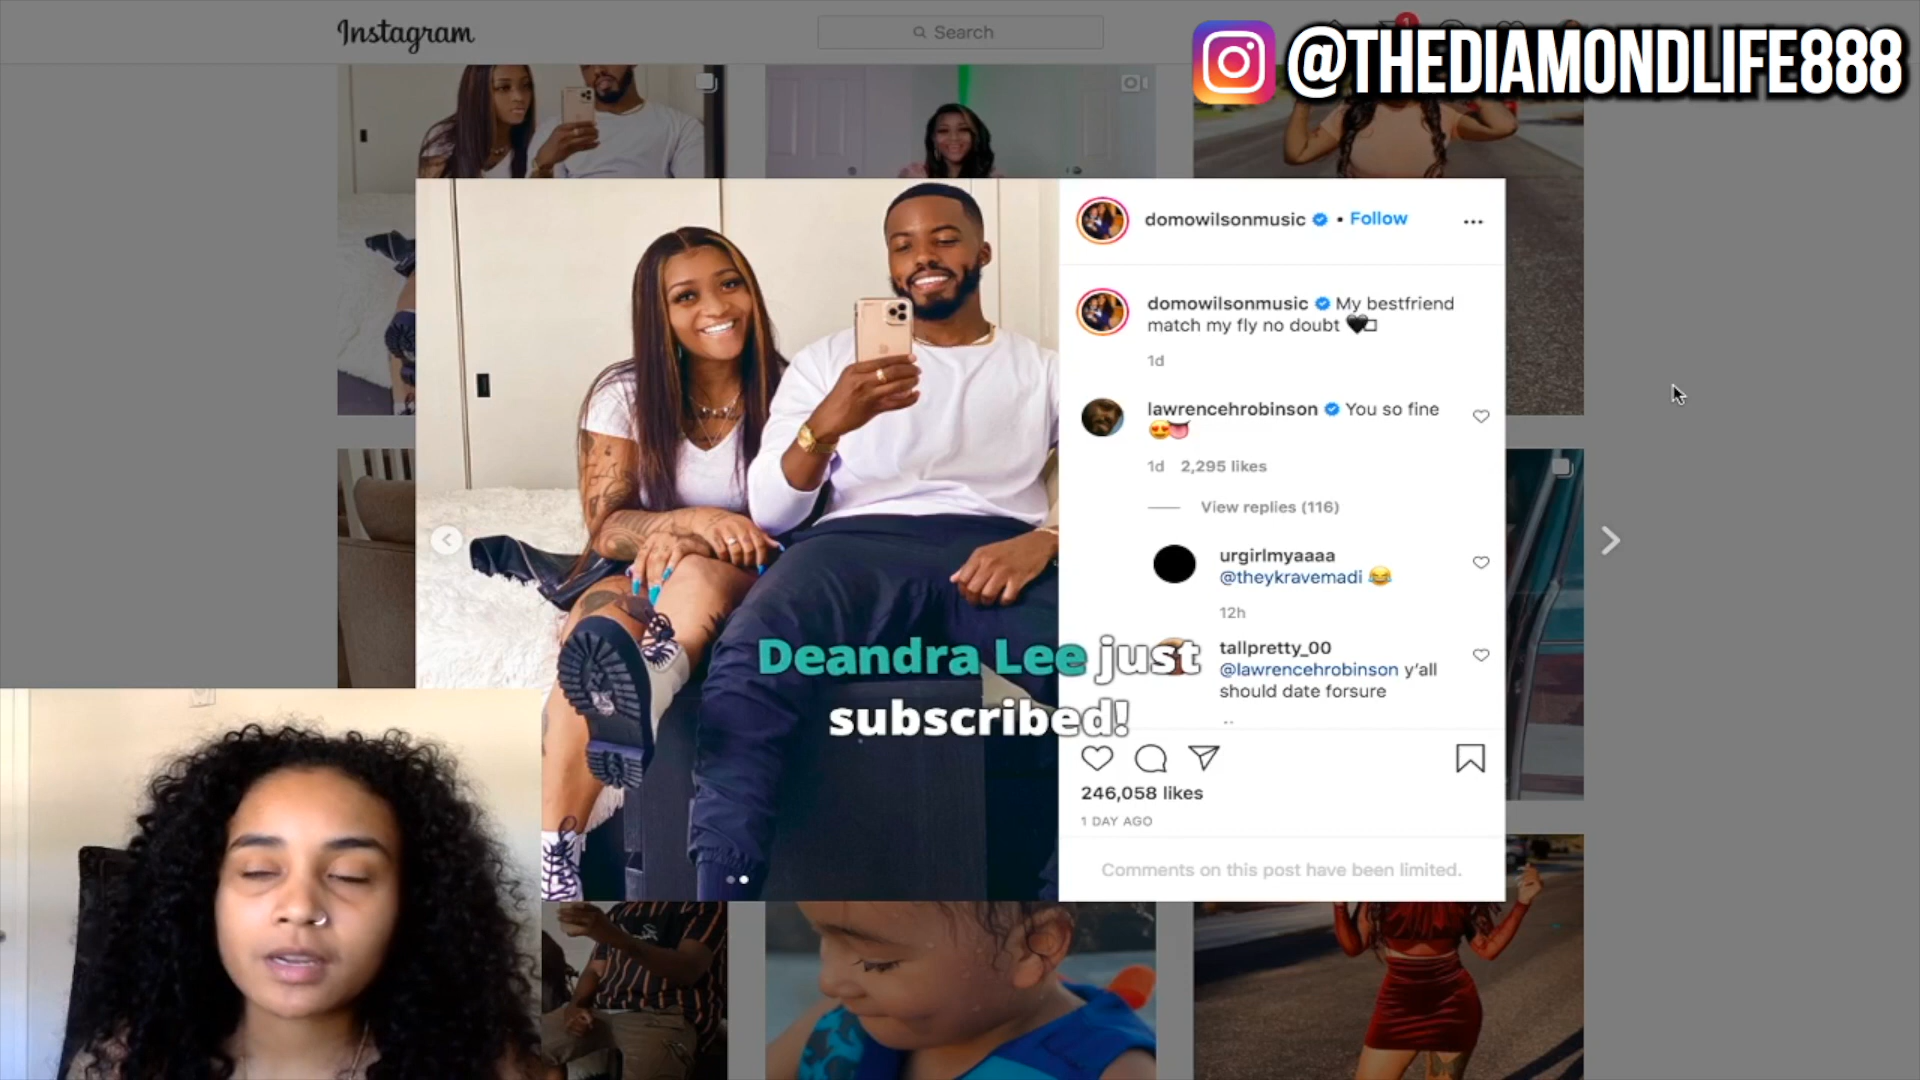 Instagram
Search
1
@THEDIAMONDLIFE888
domowilsonmusic • Follow
domowilsonmusic My bestfriend
match my fly no doubt 🖤
1d
lawrencehrobinson You so fine
😍👅
1d 2,295 likes
View replies (116)
urgirlmyaaaa
@theykravemadi 😂
12h
tallpretty_00
@lawrencehrobinson y'all
should date forsure
Deandra Lee just
subscribed!
246,058 likes
1 DAY AGO
Comments on this post have been limited.